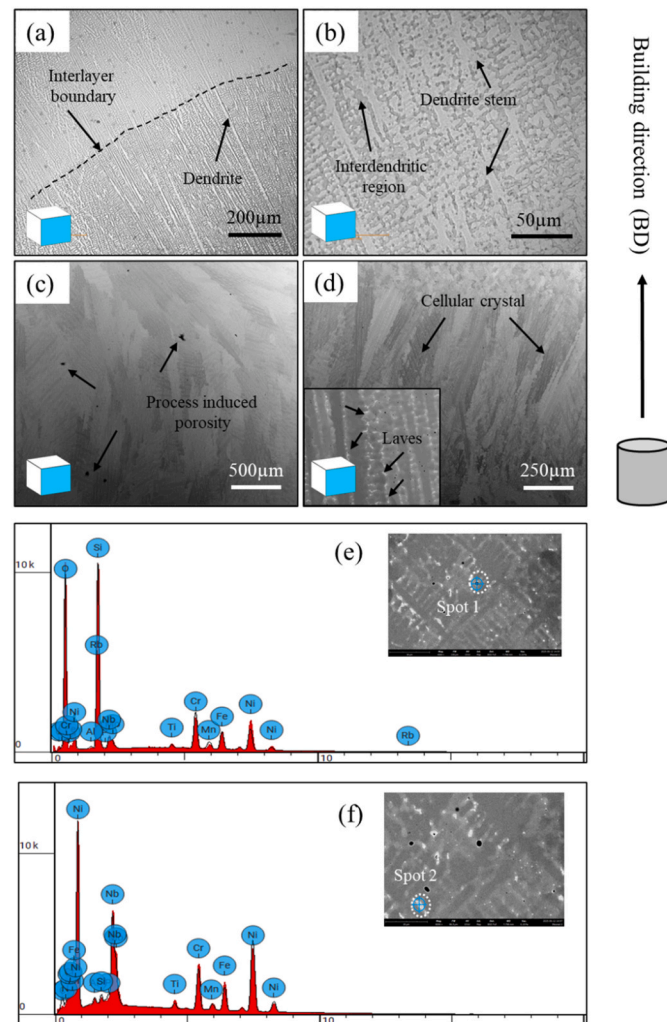 (a)
Interlayer
boundary
Dendrite
200µm
(b)
Dendrite stem
Interdendritic
region
50µm
Building direction (BD)
(c)
Process induced
porosity
500µm
(d)
Cellular crystal
Laves
250µm
(e)
10k
O
Si
Rb
Ni
Cr
Nb
Al
Ti
Cr
Mn
Fe
Ni
Ni
Rb
0
0
10
Spot 1
(f)
10k
Ni
Nb
Nb
Fe
Ni
Si
Ti
Cr
Mn
Fe
Ni
Ni
0
0
10
Spot 2